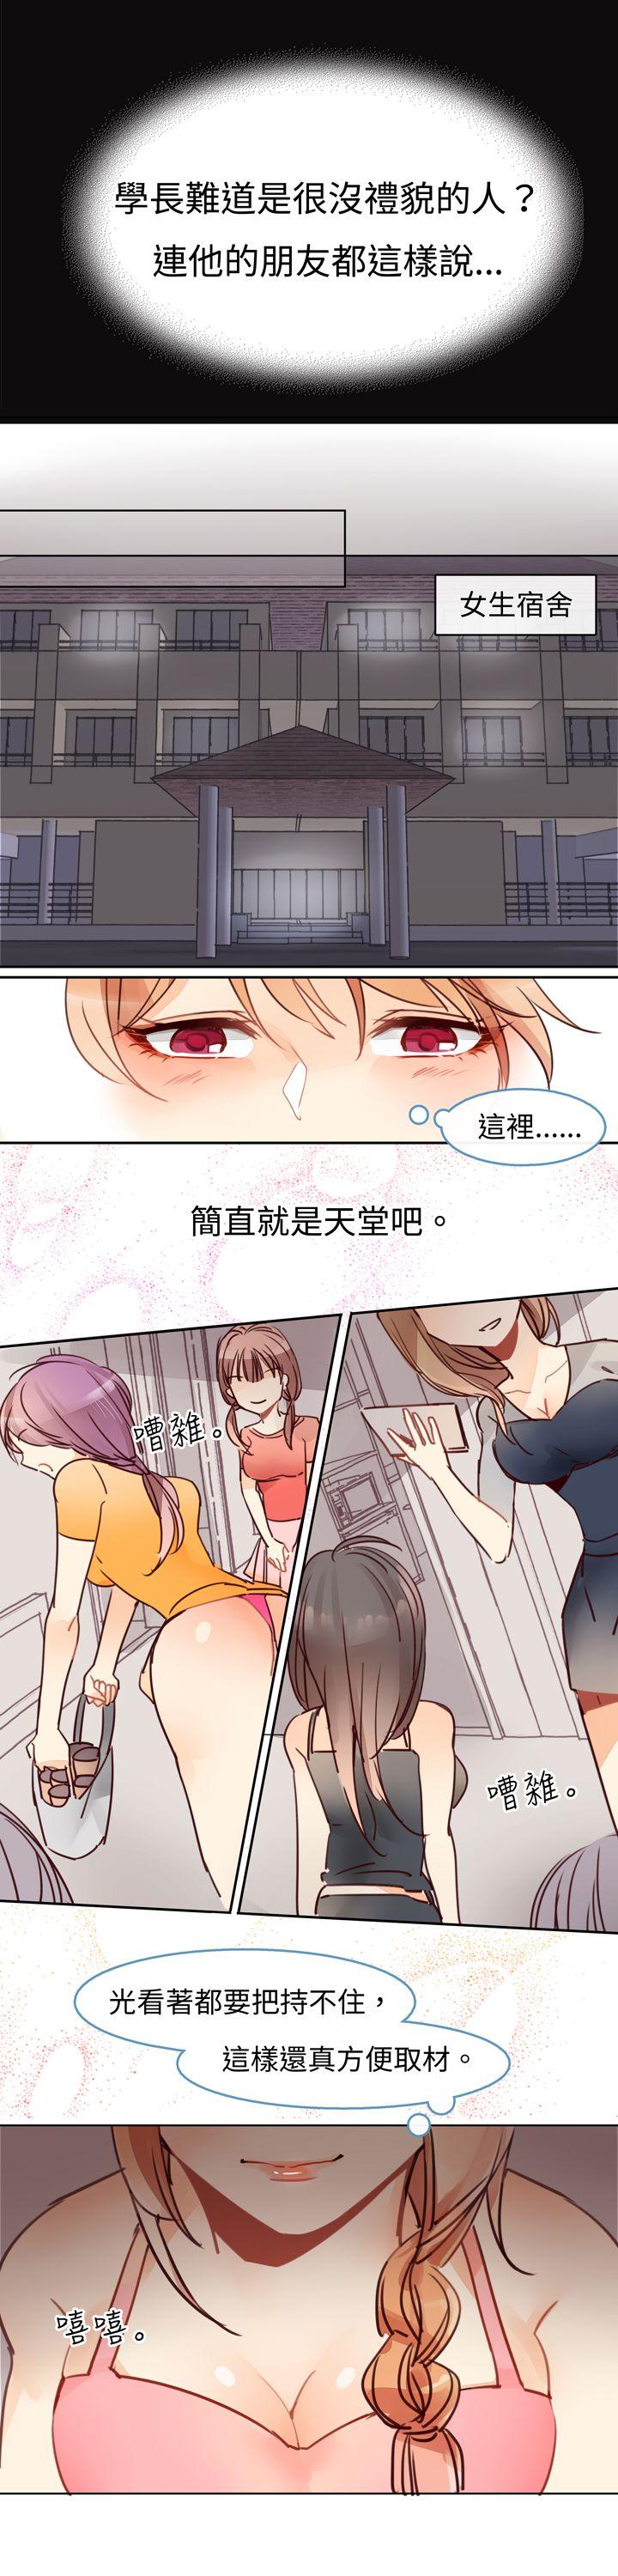 學長難道是很沒禮貌的人？
連他的朋友都這樣說...
女生宿舍
這裡......
簡直就是天堂吧。
嘈雜。
嘈雜。
光看著都要把持不住，
這樣還真方便取材。
嘻嘻。